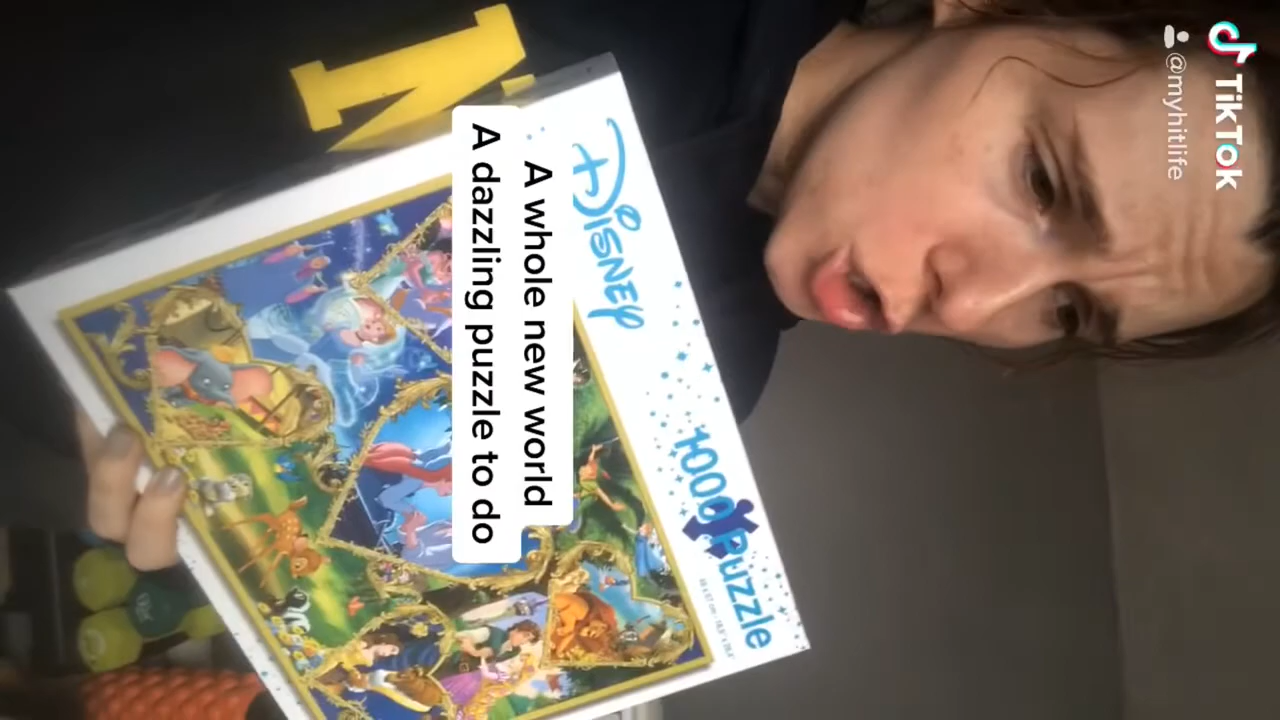 TikTok
@myhitlife
A whole new world
A dazzling puzzle to do
DISNEY
1000 Puzzle
M